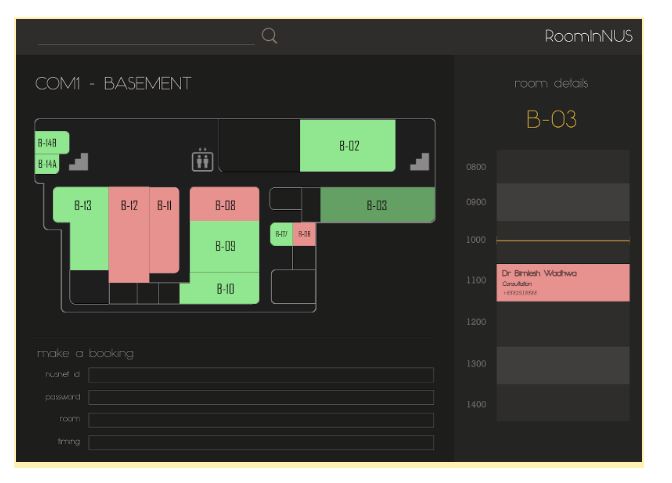 RoomInNUS
COM1 - BASEMENT
B-14B
B-14A
B-02
B-13
B-12
B-11
B-08
B-03
B-07
B-06
B-09
B-10
make a booking
nusnet id
password
room
timing
room details
B-03
0800
0900
1000
1100
Dr Bimlesh Wadhwa
Consultation
1200
1300
1400